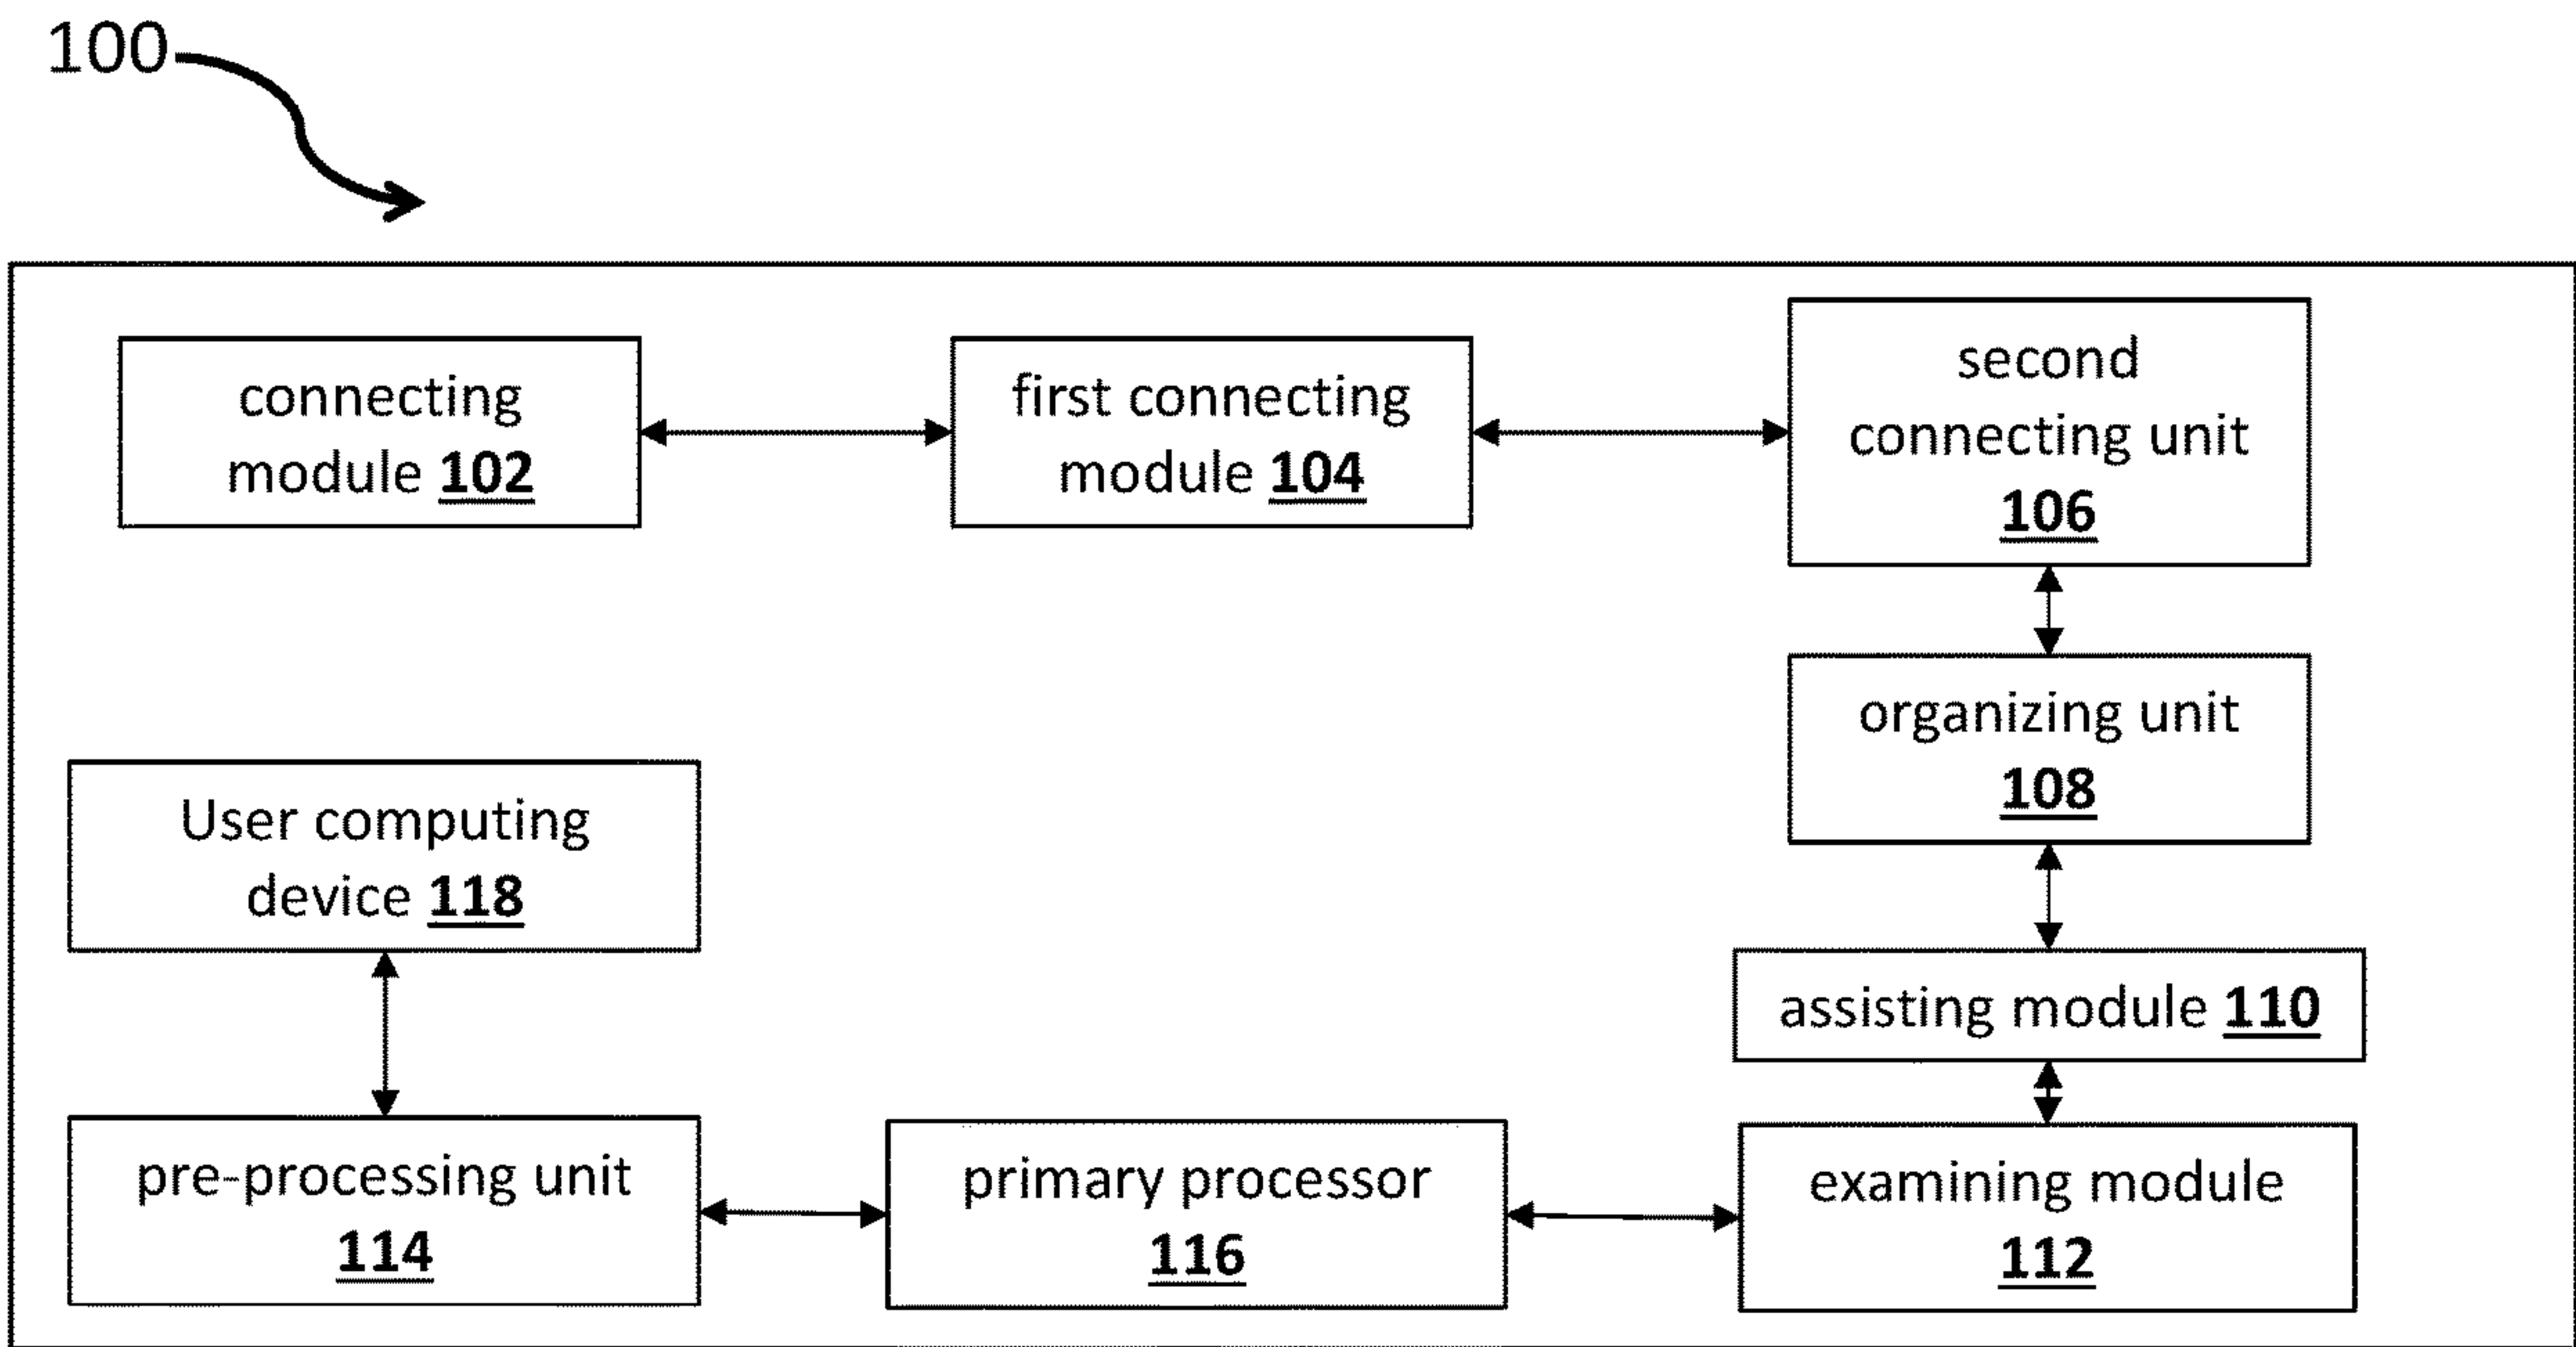 100
connecting
module 102
first connecting
module 104
second
connecting unit
106
organizing unit
108
User computing
device 118
assisting module 110
pre-processing unit
114
primary processor
116
examining module
112